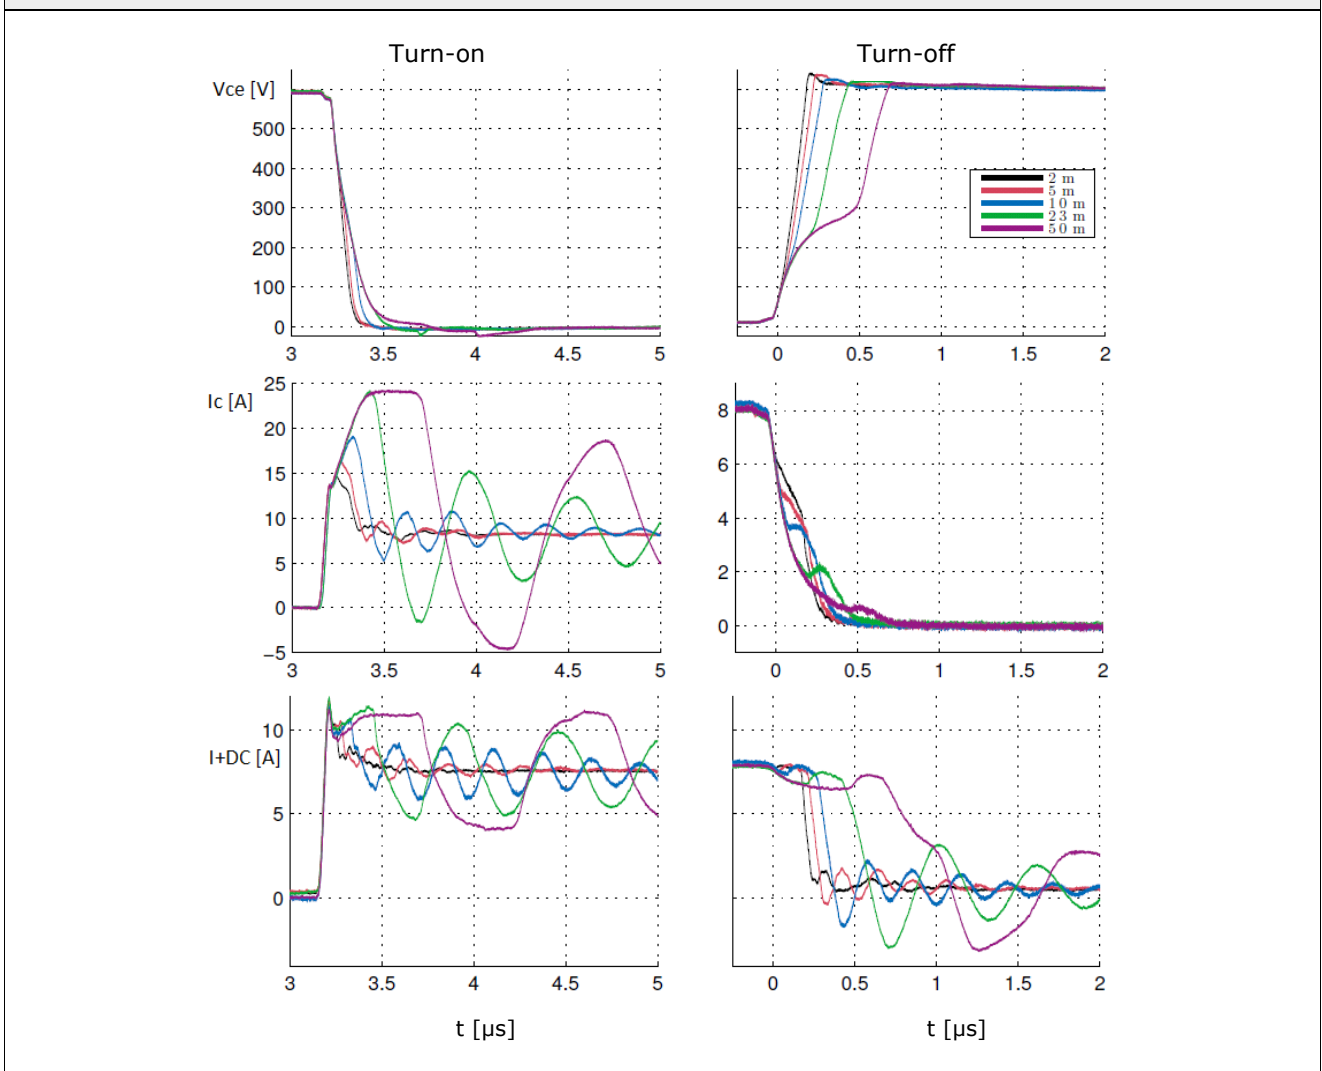 Turn-on Turn-off
Vce [V]
500
400
300
200
100
0
3 3.5 4 4.5 5
0 0.5 1 1.5 2
2 m
5 m
10 m
23 m
50 m
Ic [A]
25
20
15
10
5
0
−5
3 3.5 4 4.5 5
8
6
4
2
0
0 0.5 1 1.5 2
I+DC [A]
10
5
0
3 3.5 4 4.5 5
0 0.5 1 1.5 2
t [µs] t [µs]